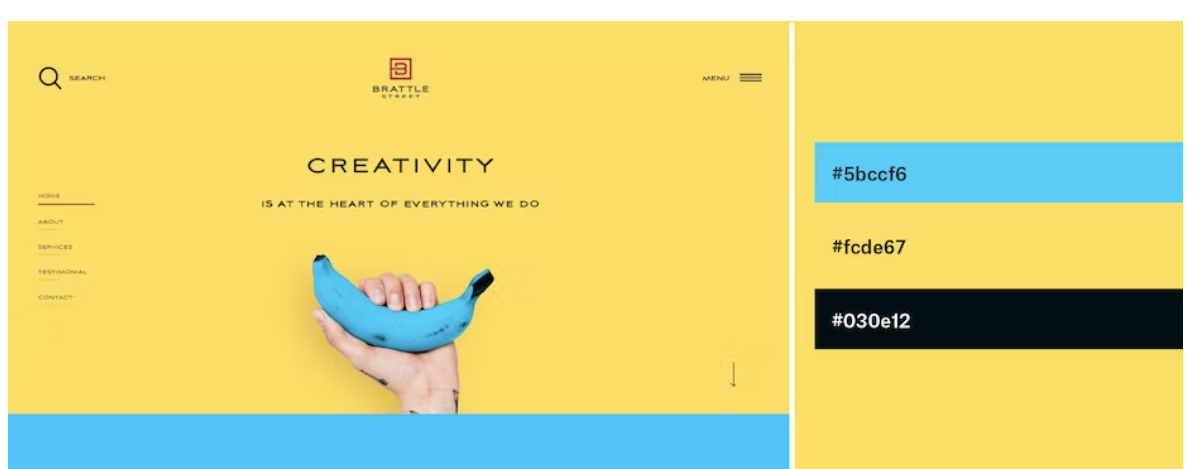 SEARCH
BRATTLE
STREET
MENU
CREATIVITY
IS AT THE HEART OF EVERYTHING WE DO
HOME
ABOUT
SERVICES
TESTIMONIAL
CONTACT
#5bccf6
#fcde67
#030e12